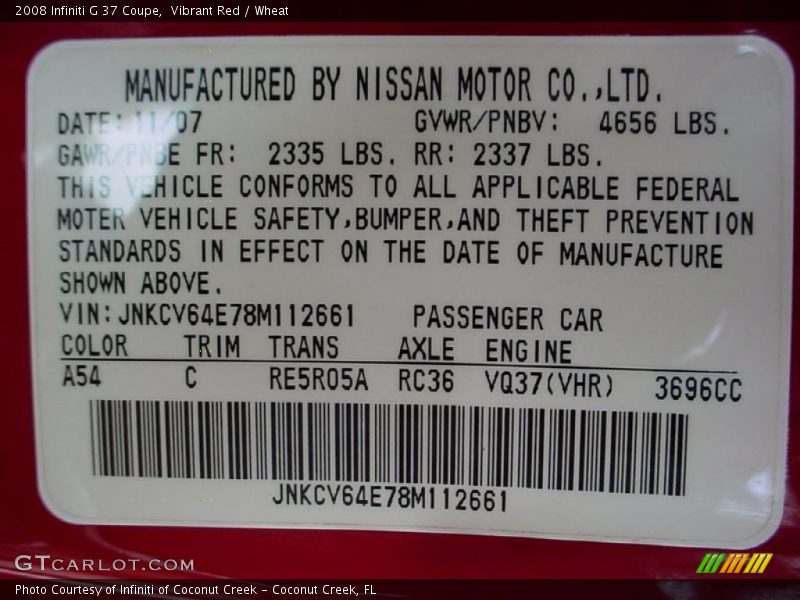 2008 Infiniti G 37 Coupe,  Vibrant Red / Wheat
MANUFACTURED BY NISSAN MOTOR CO.,LTD.
DATE: 11/07 GVWR/PNBV: 4656 LBS.
GAWR/PNBE FR: 2335 LBS. RR: 2337 LBS.
THIS VEHICLE CONFORMS TO ALL APPLICABLE FEDERAL
MOTER VEHICLE SAFETY,BUMPER,AND THEFT PREVENTION
STANDARDS IN EFFECT ON THE DATE OF MANUFACTURE
SHOWN ABOVE.
VIN:JNKCV64E78M112661 PASSENGER CAR
COLOR TRIM TRANS AXLE ENGINE
A54 C RE5R05A RC36 VQ37(VHR) 3696CC
JNKCV64E78M112661
GTCARLOT.COM
Photo Courtesy of Infiniti of Coconut Creek - Coconut Creek, FL